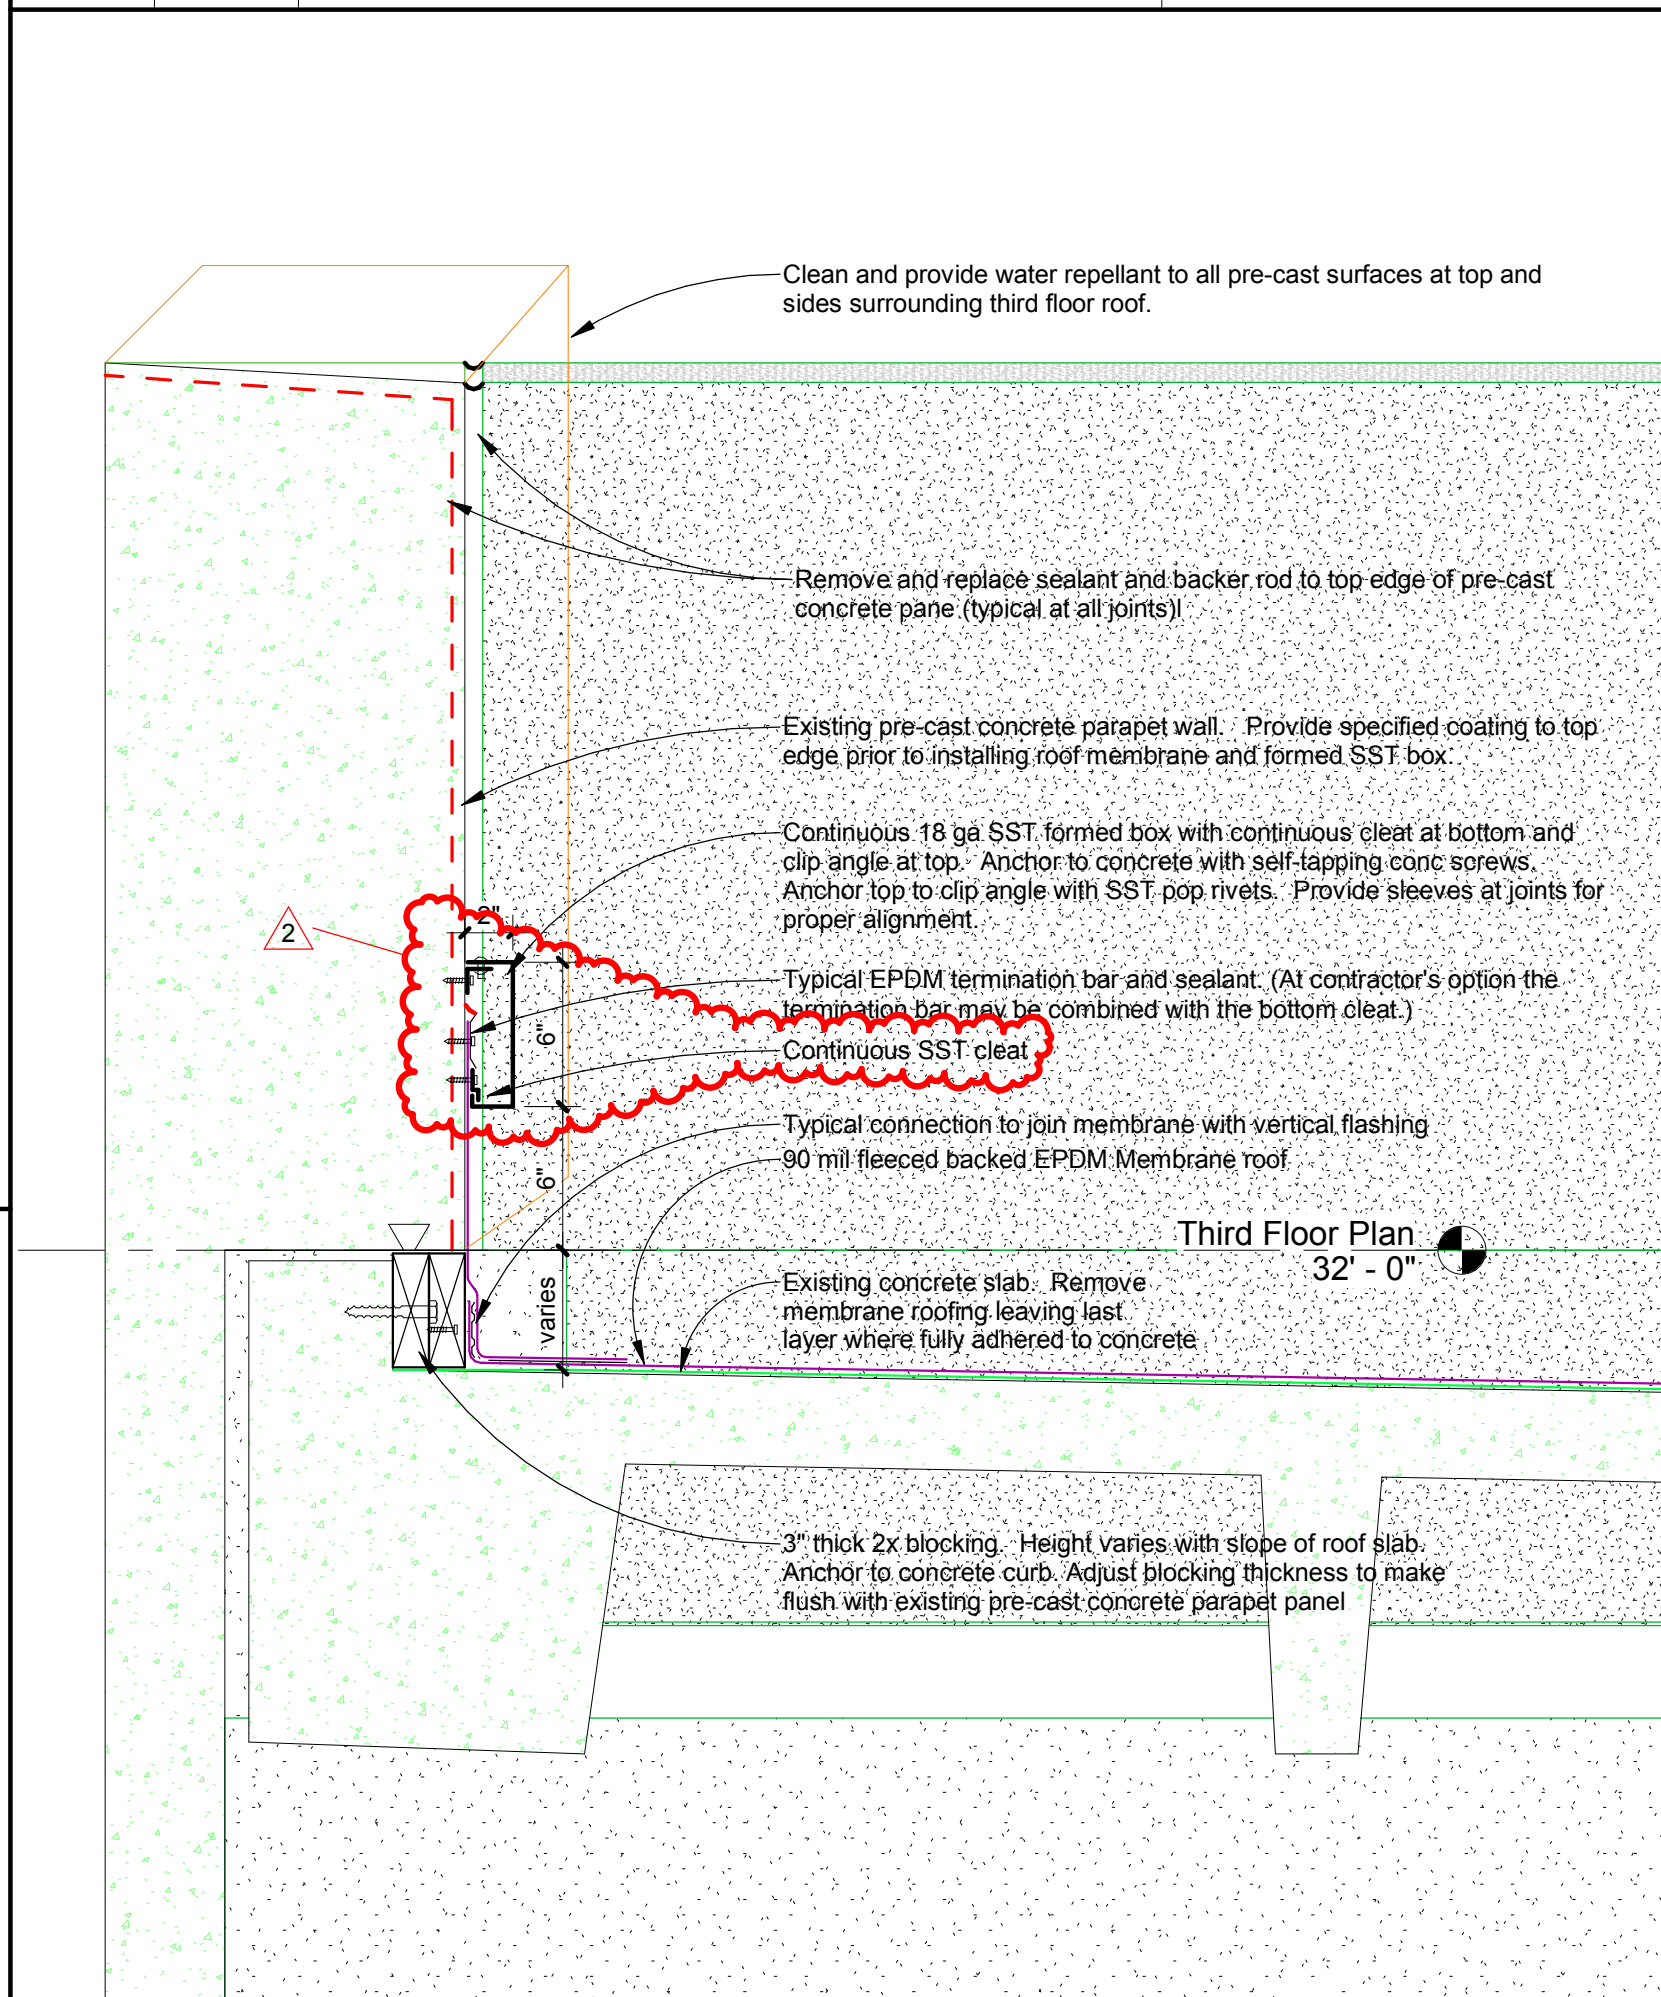 Clean and provide water repellant to all pre-cast surfaces at top and
sides surrounding third floor roof.
Remove and replace sealant and backer rod to top edge of pre-cast
concrete pane (typical at all joints)l
Existing pre-cast concrete parapet wall. Provide specified coating to top
edge prior to installing roof membrane and formed SST box.
Continuous 18 ga SST formed box with continuous cleat at bottom and
clip angle at top. Anchor to concrete with self-tapping conc screws.
Anchor top to clip angle with SST pop rivets. Provide sleeves at joints for
proper alignment.
2"
2
Typical EPDM termination bar and sealant. (At contractor's option the
termination bar may be combined with the bottom cleat.)
6"
Continuous SST cleat
Typical connection to join membrane with vertical flashing
90 mil fleeced backed EPDM Membrane roof
6"
Third Floor Plan
32' - 0"
varies
Existing concrete slab. Remove
membrane roofing leaving last
layer where fully adhered to concrete
3" thick 2x blocking. Height varies with slope of roof slab.
Anchor to concrete curb. Adjust blocking thickness to make
flush with existing pre-cast concrete parapet panel